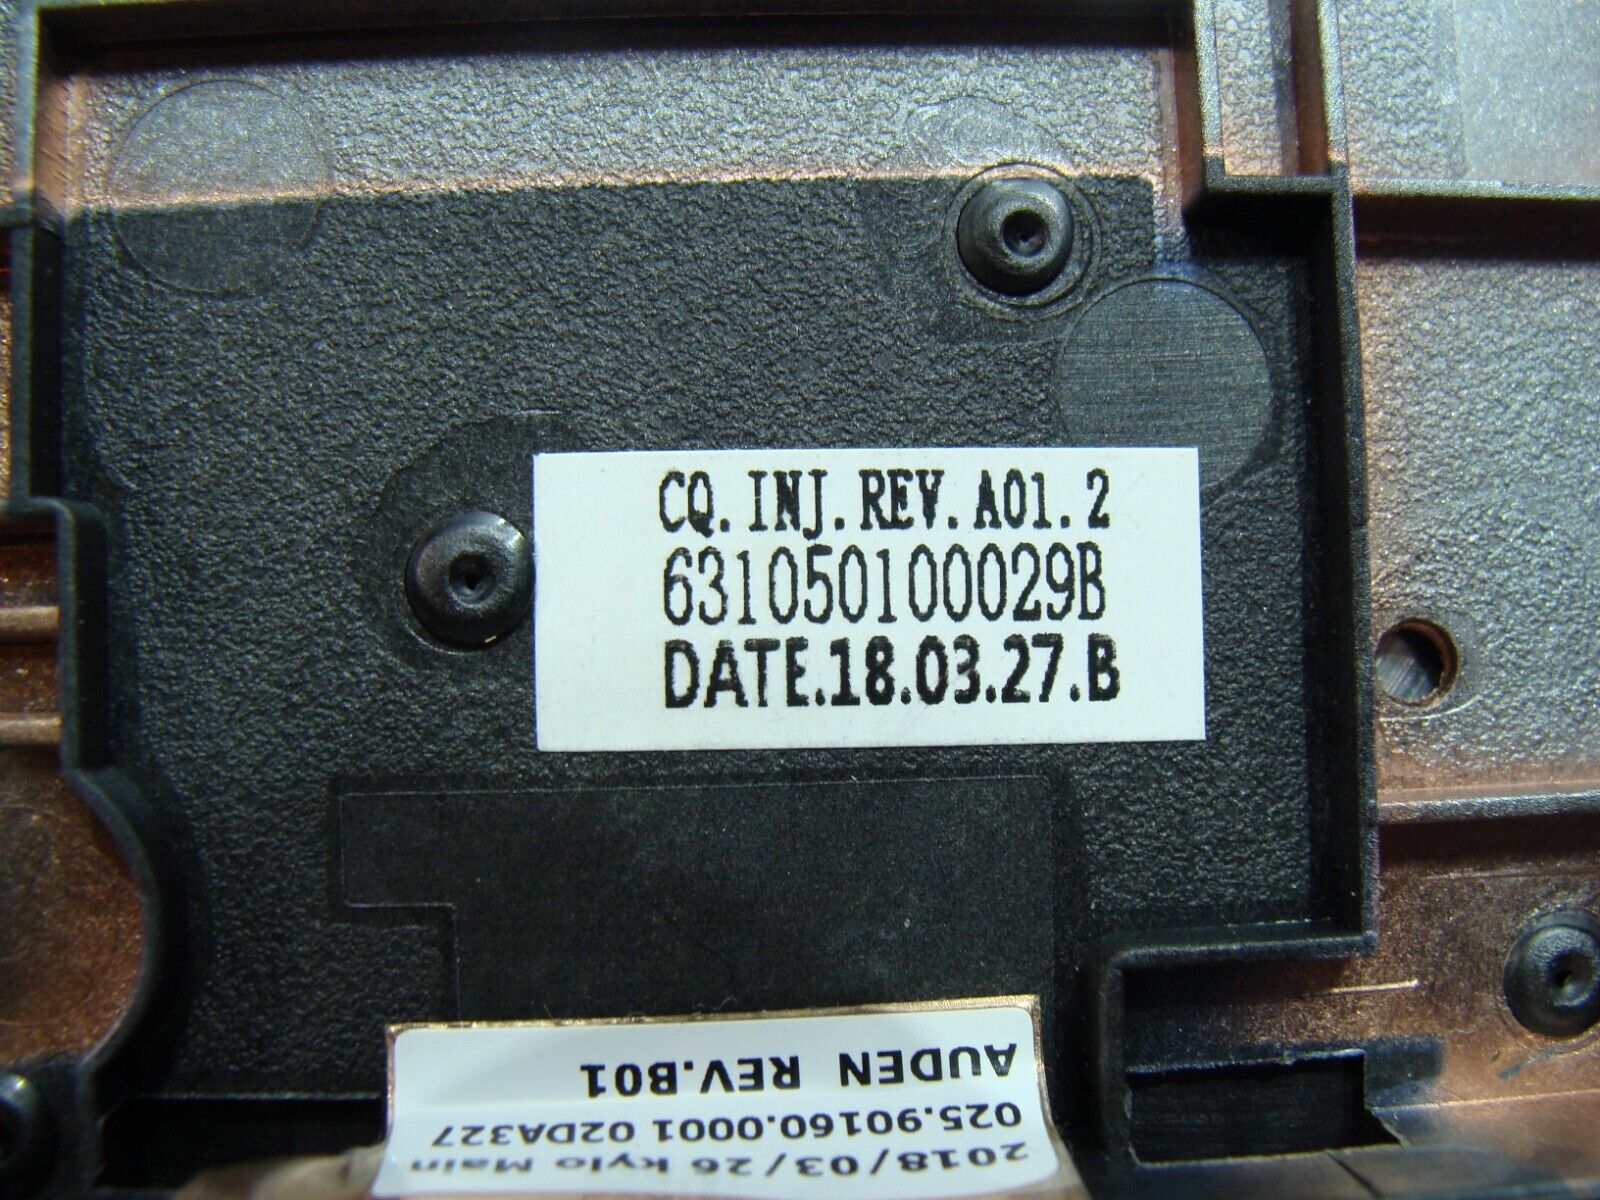 CQ. INJ. REV. A01. 2
631050100029B
DATE.18.03.27.B
2018/03/26 Kylo Main
025.90160.0001 02DA327
AUDEN REV.B01